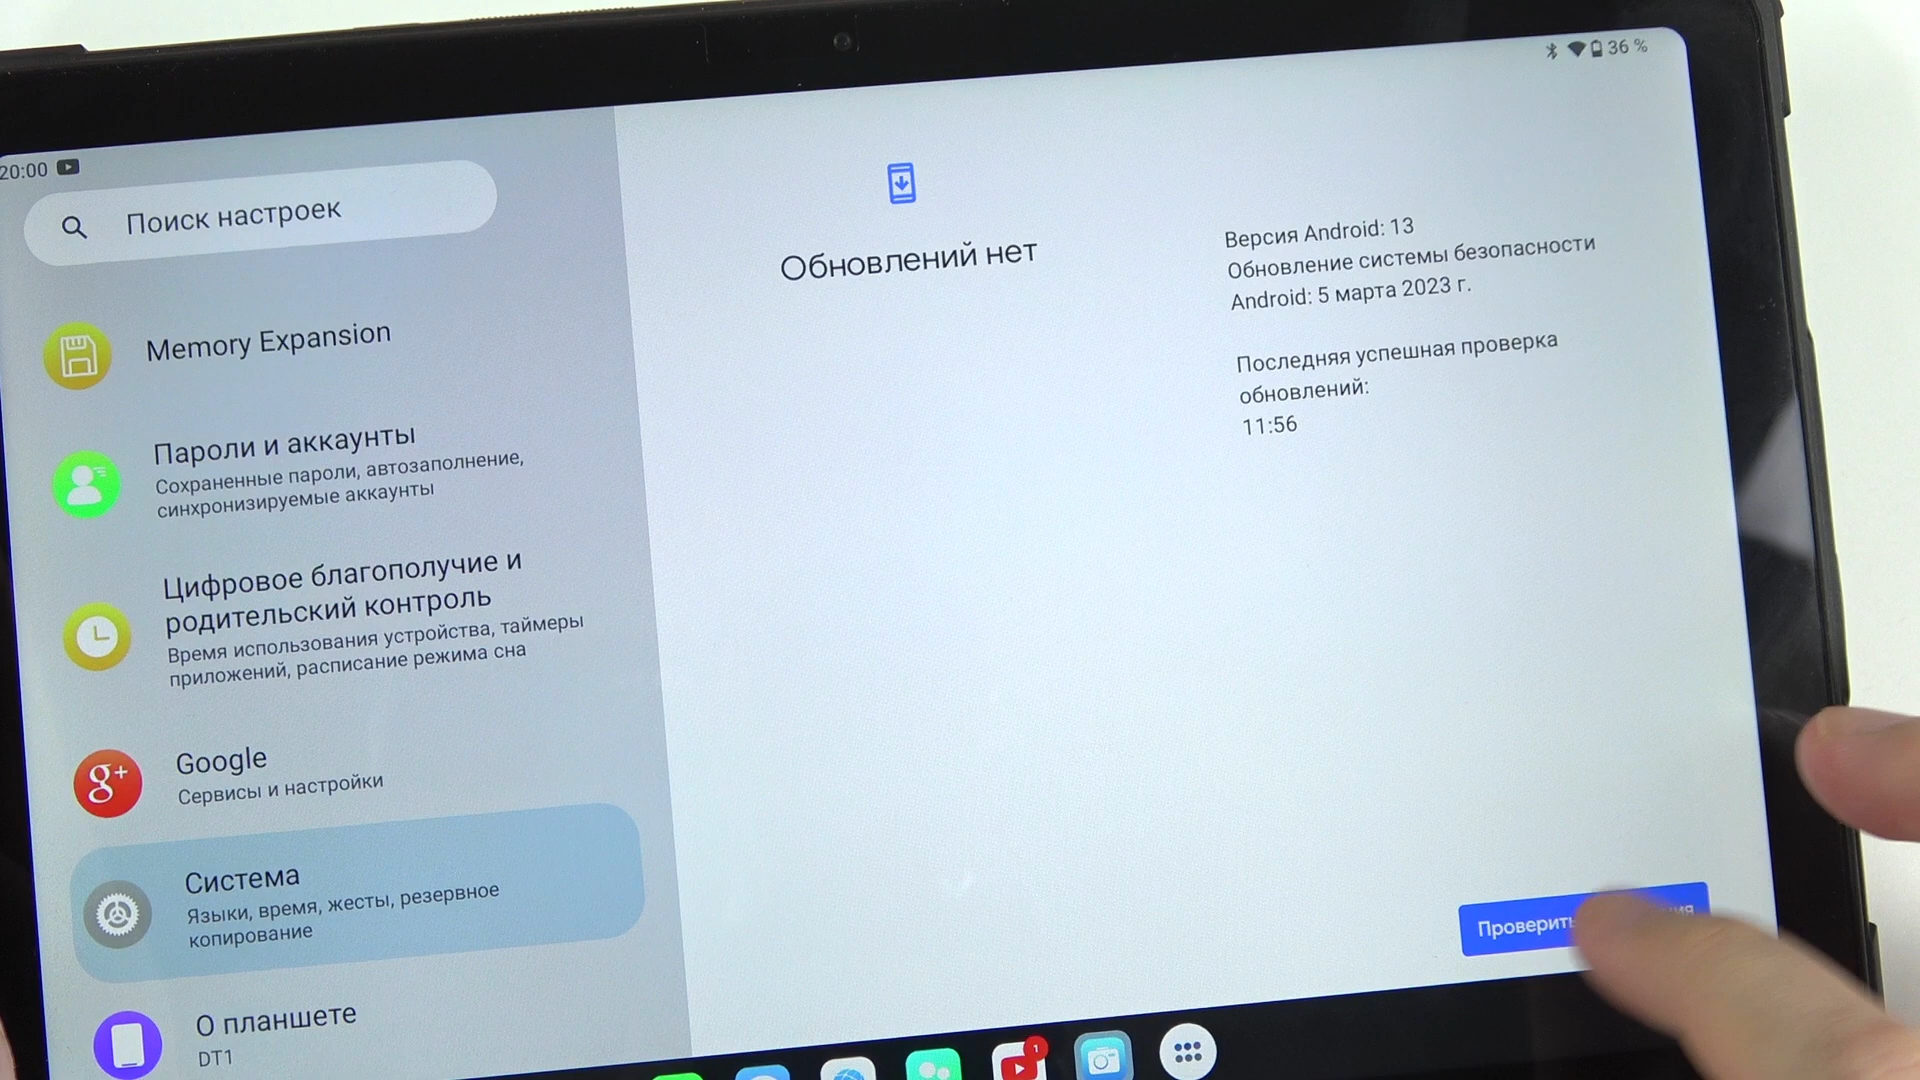 20:00
36 %
Поиск настроек
Memory Expansion
Пароли и аккаунты
Сохраненные пароли, автозаполнение,
синхронизируемые аккаунты
Цифровое благополучие и
родительский контроль
Время использования устройства, таймеры
приложений, расписание режима сна
g+
Google
Сервисы и настройки
Система
Языки, время, жесты, резервное
копирование
О планшете
DT1
Обновлений нет
Версия Android: 13
Обновление системы безопасности
Android: 5 марта 2023 г.
Последняя успешная проверка
обновлений:
11:56
Проверить
1